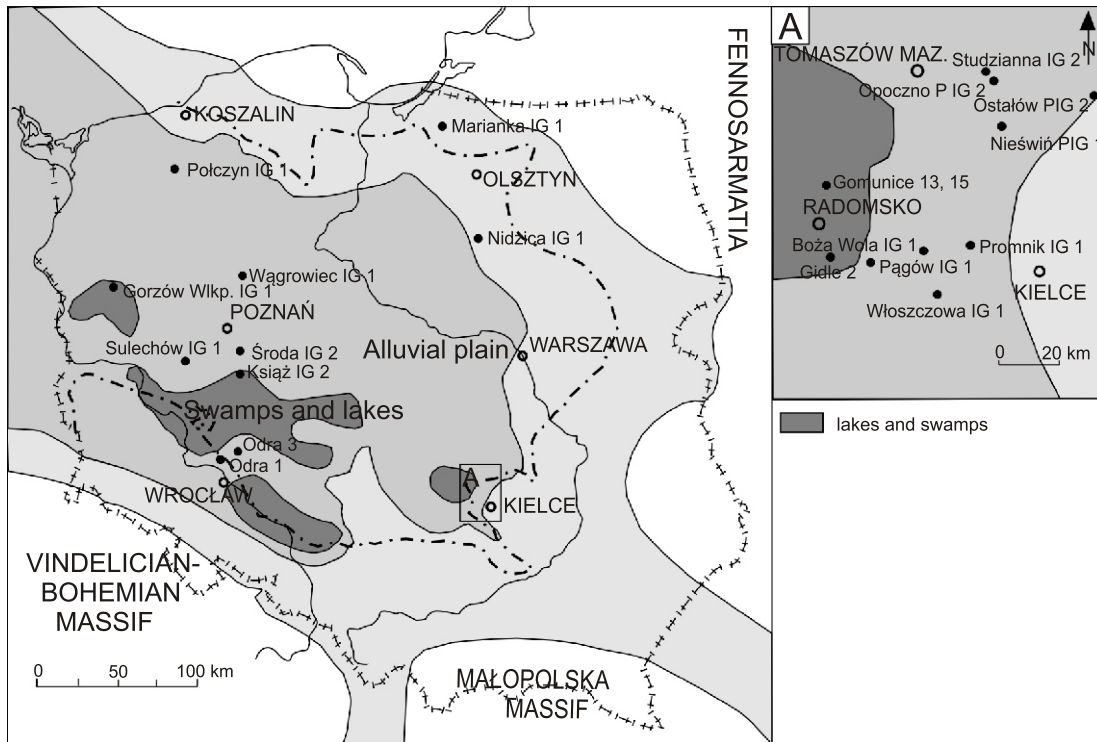 FENNOSARMATIA
KOSZALIN
Marianka IG 1
Połczyn IG 1
OLSZTYN
Nidzica IG 1
Wągrowiec IG 1
Gorzów Wlkp. IG 1
POZNAŃ
Sulechów IG 1
Środa IG 2
Książ IG 2
Alluvial plain
WARSZAWA
Swamps and lakes
Odra 3
Odra 1
WROCŁAW
A
KIELCE
VINDELICIAN-
BOHEMIAN
MASSIF
MAŁOPOLSKA
MASSIF
0 50 100 km
A
N
TOMASZÓW MAZ.
Studzianna IG 2
Opoczno P IG 2
Ostałów PIG 2
Nieświń PIG 1
Gomunice 13, 15
RADOMSKO
Boża Wola IG 1
Promnik IG 1
Gidle 2
Pągów IG 1
KIELCE
Włoszczowa IG 1
0 20 km
lakes and swamps